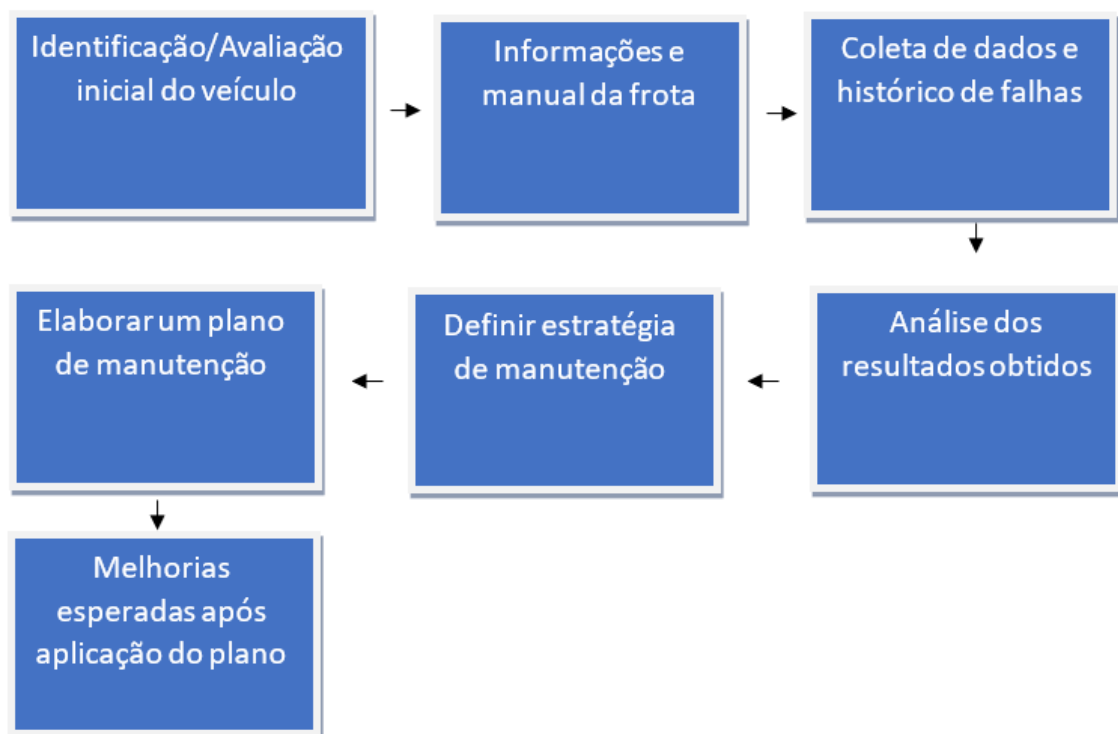 Identificação/Avaliação
inicial do veículo
Informações e
manual da frota
Coleta de dados e
histórico de falhas
Análise dos
resultados obtidos
Definir estratégia
de manutenção
Elaborar um plano
de manutenção
Melhorias
esperadas após
aplicação do plano